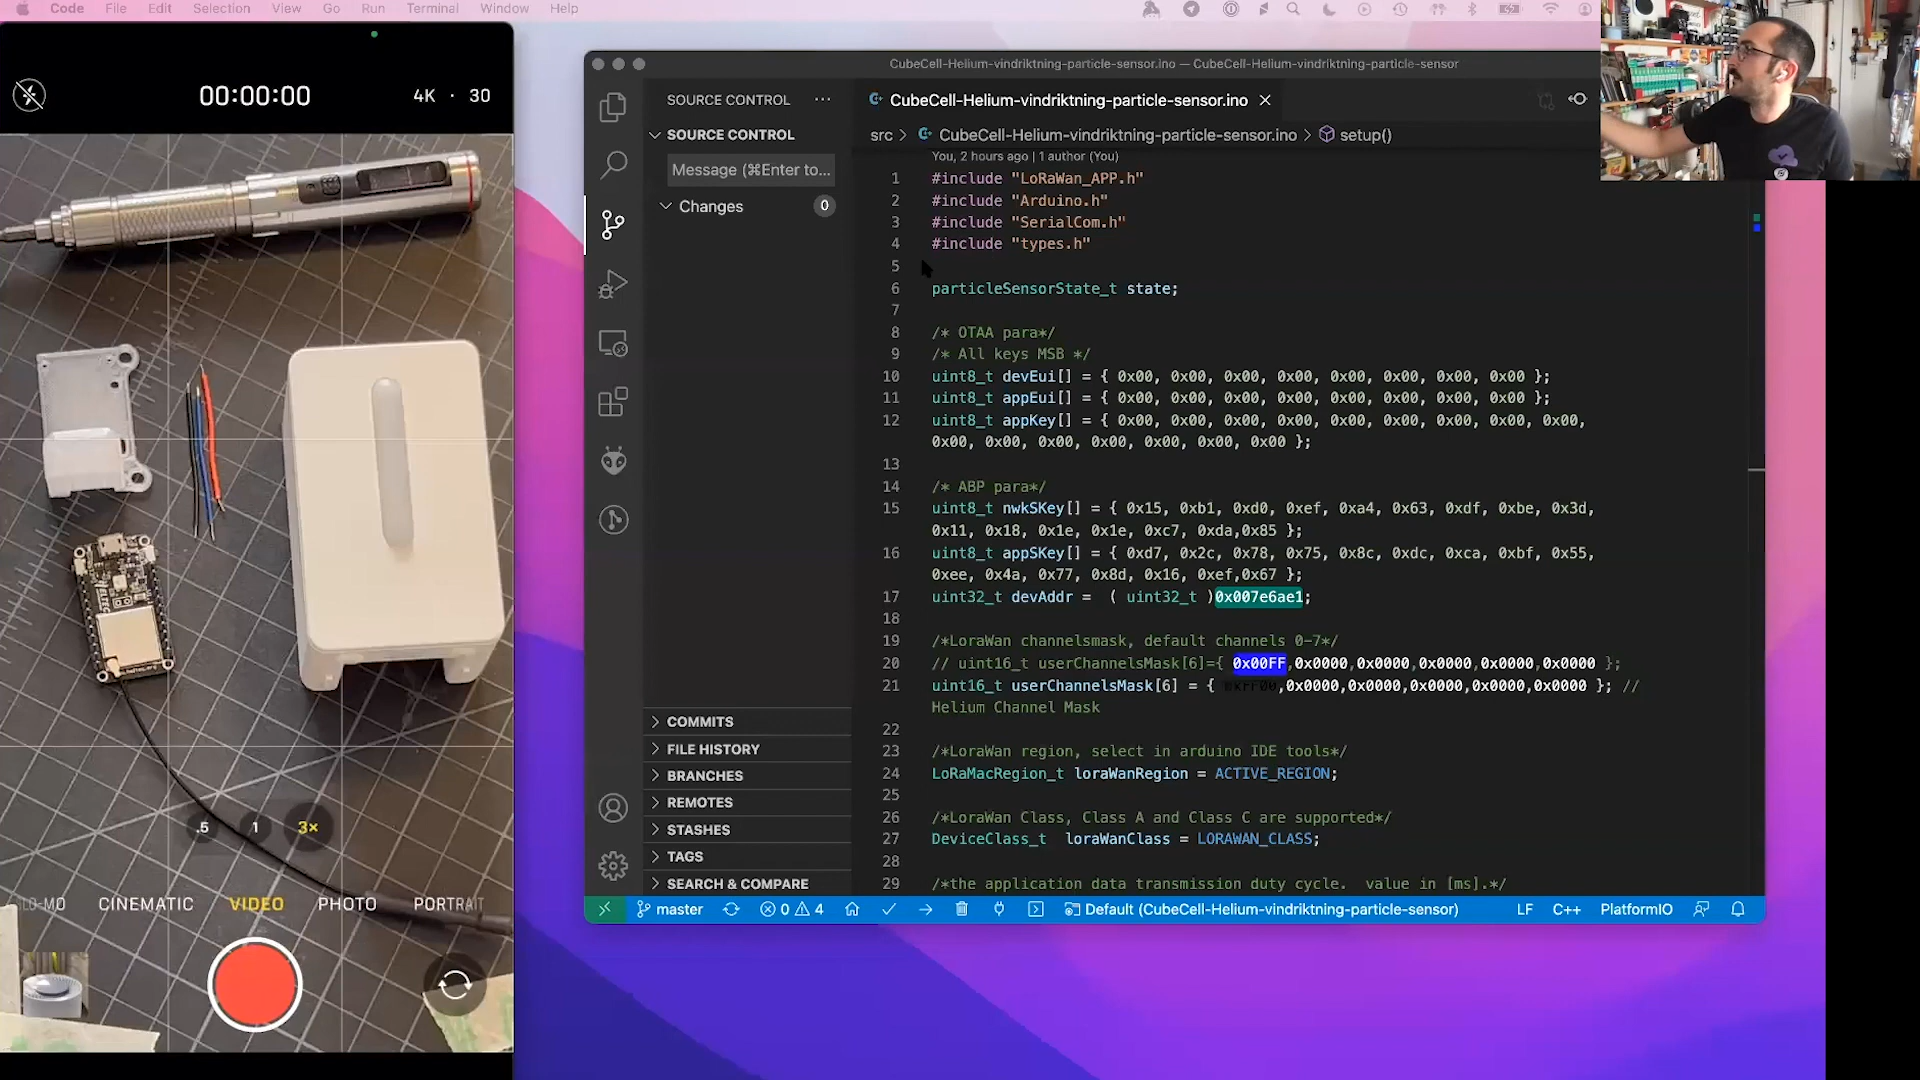 Code File Edit Selection View Go Run Terminal Window Help
00:00:00
4K · 30
.5 1 3×
CINEMATIC VIDEO PHOTO PORTRAIT
CubeCell-Helium-vindriktning-particle-sensor.ino — CubeCell-Helium-vindriktning-particle-sensor
SOURCE CONTROL ···
SOURCE CONTROL
Message (⌘Enter to...
Changes 0
COMMITS
FILE HISTORY
BRANCHES
REMOTES
STASHES
TAGS
SEARCH & COMPARE
CubeCell-Helium-vindriktning-particle-sensor.ino
src > CubeCell-Helium-vindriktning-particle-sensor.ino > setup()
You, 2 hours ago | 1 author (You)
1 #include "LoRaWan_APP.h"
2 #include "Arduino.h"
3 #include "SerialCom.h"
4 #include "types.h"
5
6 particleSensorState_t state;
7
8 /* OTAA para*/
9 /* All keys MSB */
10 uint8_t devEui[] = { 0x00, 0x00, 0x00, 0x00, 0x00, 0x00, 0x00, 0x00 };
11 uint8_t appEui[] = { 0x00, 0x00, 0x00, 0x00, 0x00, 0x00, 0x00, 0x00 };
12 uint8_t appKey[] = { 0x00, 0x00, 0x00, 0x00, 0x00, 0x00, 0x00, 0x00, 0x00,
0x00, 0x00, 0x00, 0x00, 0x00, 0x00, 0x00 };
13
14 /* ABP para*/
15 uint8_t nwkSKey[] = { 0x15, 0xb1, 0xd0, 0xef, 0xa4, 0x63, 0xdf, 0xbe, 0x3d,
0x11, 0x18, 0x1e, 0x1e, 0xc7, 0xda,0x85 };
16 uint8_t appSKey[] = { 0xd7, 0x2c, 0x78, 0x75, 0x8c, 0xdc, 0xca, 0xbf, 0x55,
0xee, 0x4a, 0x77, 0x8d, 0x16, 0xef,0x67 };
17 uint32_t devAddr = ( uint32_t )0x007e6ae1;
18
19 /*LoraWan channelsmask, default channels 0-7*/
20 // uint16_t userChannelsMask[6]={ 0x00FF,0x0000,0x0000,0x0000,0x0000,0x0000 };
21 uint16_t userChannelsMask[6] = { ,0x0000,0x0000,0x0000,0x0000,0x0000 }; //
Helium Channel Mask
22
23 /*LoraWan region, select in arduino IDE tools*/
24 LoRaMacRegion_t loraWanRegion = ACTIVE_REGION;
25
26 /*LoraWan Class, Class A and Class C are supported*/
27 DeviceClass_t loraWanClass = LORAWAN_CLASS;
28
29 /*the application data transmission duty cycle. value in [ms].*/
master 0 4 Default (CubeCell-Helium-vindriktning-particle-sensor) LF C++ PlatformIO